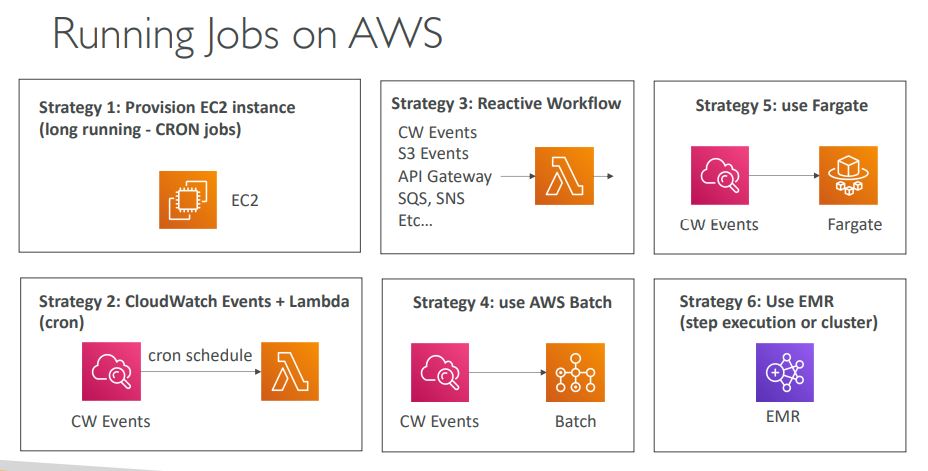 Running Jobs on AWS
Strategy 1: Provision EC2 instance
(long running - CRON jobs)
EC2
Strategy 3: Reactive Workflow
CW Events
S3 Events
API Gateway
SQS, SNS
Etc...
Strategy 5: use Fargate
CW Events
Fargate
Strategy 2: CloudWatch Events + Lambda
(cron)
cron schedule
CW Events
Strategy 4: use AWS Batch
CW Events
Batch
Strategy 6: Use EMR
(step execution or cluster)
EMR